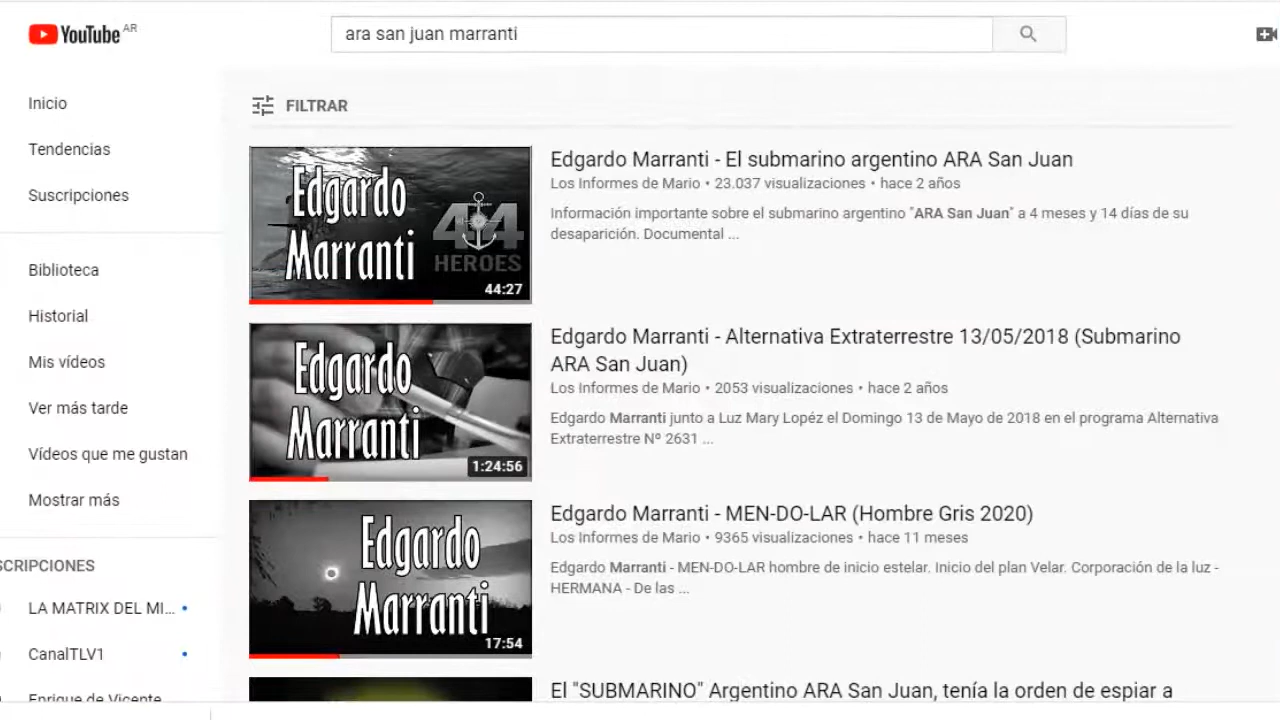 YouTube AR
ara san juan marranti
Inicio
Tendencias
Suscripciones
Biblioteca
Historial
Mis vídeos
Ver más tarde
Vídeos que me gustan
Mostrar más
SCRIPCIONES
LA MATRIX DEL MI...
CanalTLV1
Enrique de Vicente
FILTRAR
Edgardo
Marranti
44
HEROES
44:27
Edgardo Marranti - El submarino argentino ARA San Juan
Los Informes de Mario • 23.037 visualizaciones • hace 2 años
Información importante sobre el submarino argentino "ARA San Juan" a 4 meses y 14 días de su
desaparición. Documental ...
Edgardo
Marranti
1:24:56
Edgardo Marranti - Alternativa Extraterrestre 13/05/2018 (Submarino
ARA San Juan)
Los Informes de Mario • 2053 visualizaciones • hace 2 años
Edgardo Marranti junto a Luz Mary Lopéz el Domingo 13 de Mayo de 2018 en el programa Alternativa
Extraterrestre Nº 2631 ...
Edgardo
Marranti
17:54
Edgardo Marranti - MEN-DO-LAR (Hombre Gris 2020)
Los Informes de Mario • 9365 visualizaciones • hace 11 meses
Edgardo Marranti - MEN-DO-LAR hombre de inicio estelar. Inicio del plan Velar. Corporación de la luz -
HERMANA - De las ...
El "SUBMARINO" Argentino ARA San Juan, tenía la orden de espiar a